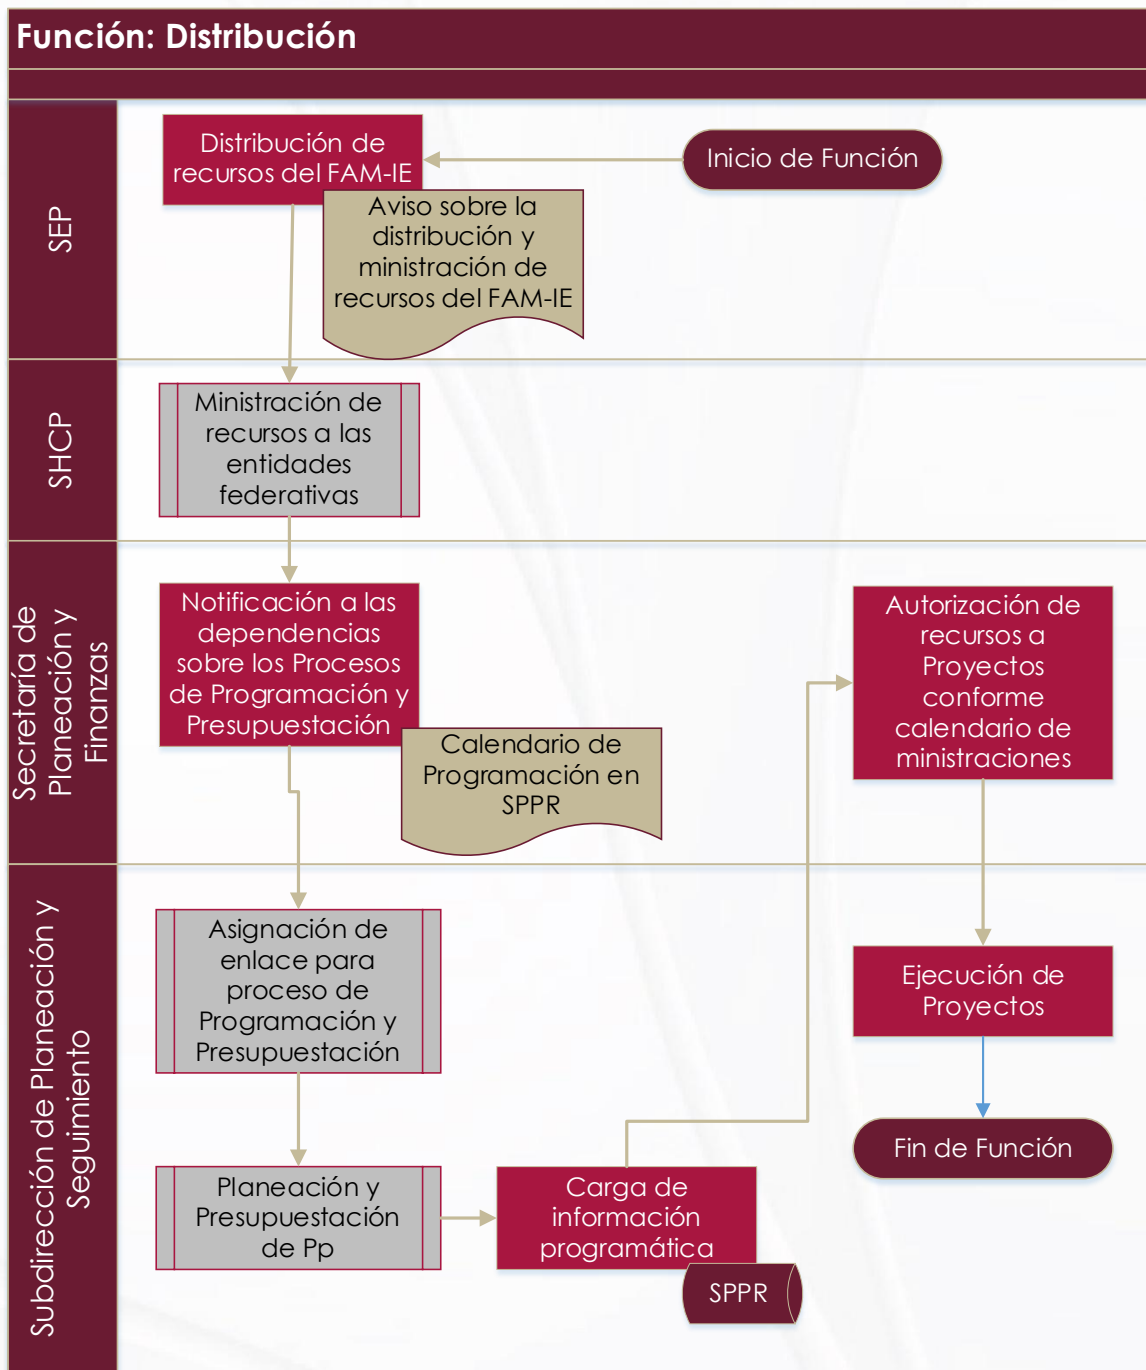 Función: Distribución
SEP
Distribución de
recursos del FAM-IE
Inicio de Función
Aviso sobre la
distribución y
ministración de
recursos del FAM-IE
SHCP
Ministración de
recursos a las
entidades
federativas
Secretaría de
Planeación y
Finanzas
Notificación a las
dependencias
sobre los Procesos
de Programación y
Presupuestación
Calendario de
Programación en
SPPR
Autorización de
recursos a
Proyectos
conforme
calendario de
ministraciones
Subdirección de Planeación y
Seguimiento
Asignación de
enlace para
proceso de
Programación y
Presupuestación
Ejecución de
Proyectos
Fin de Función
Planeación y
Presupuestación
de Pp
Carga de
información
programática
SPPR